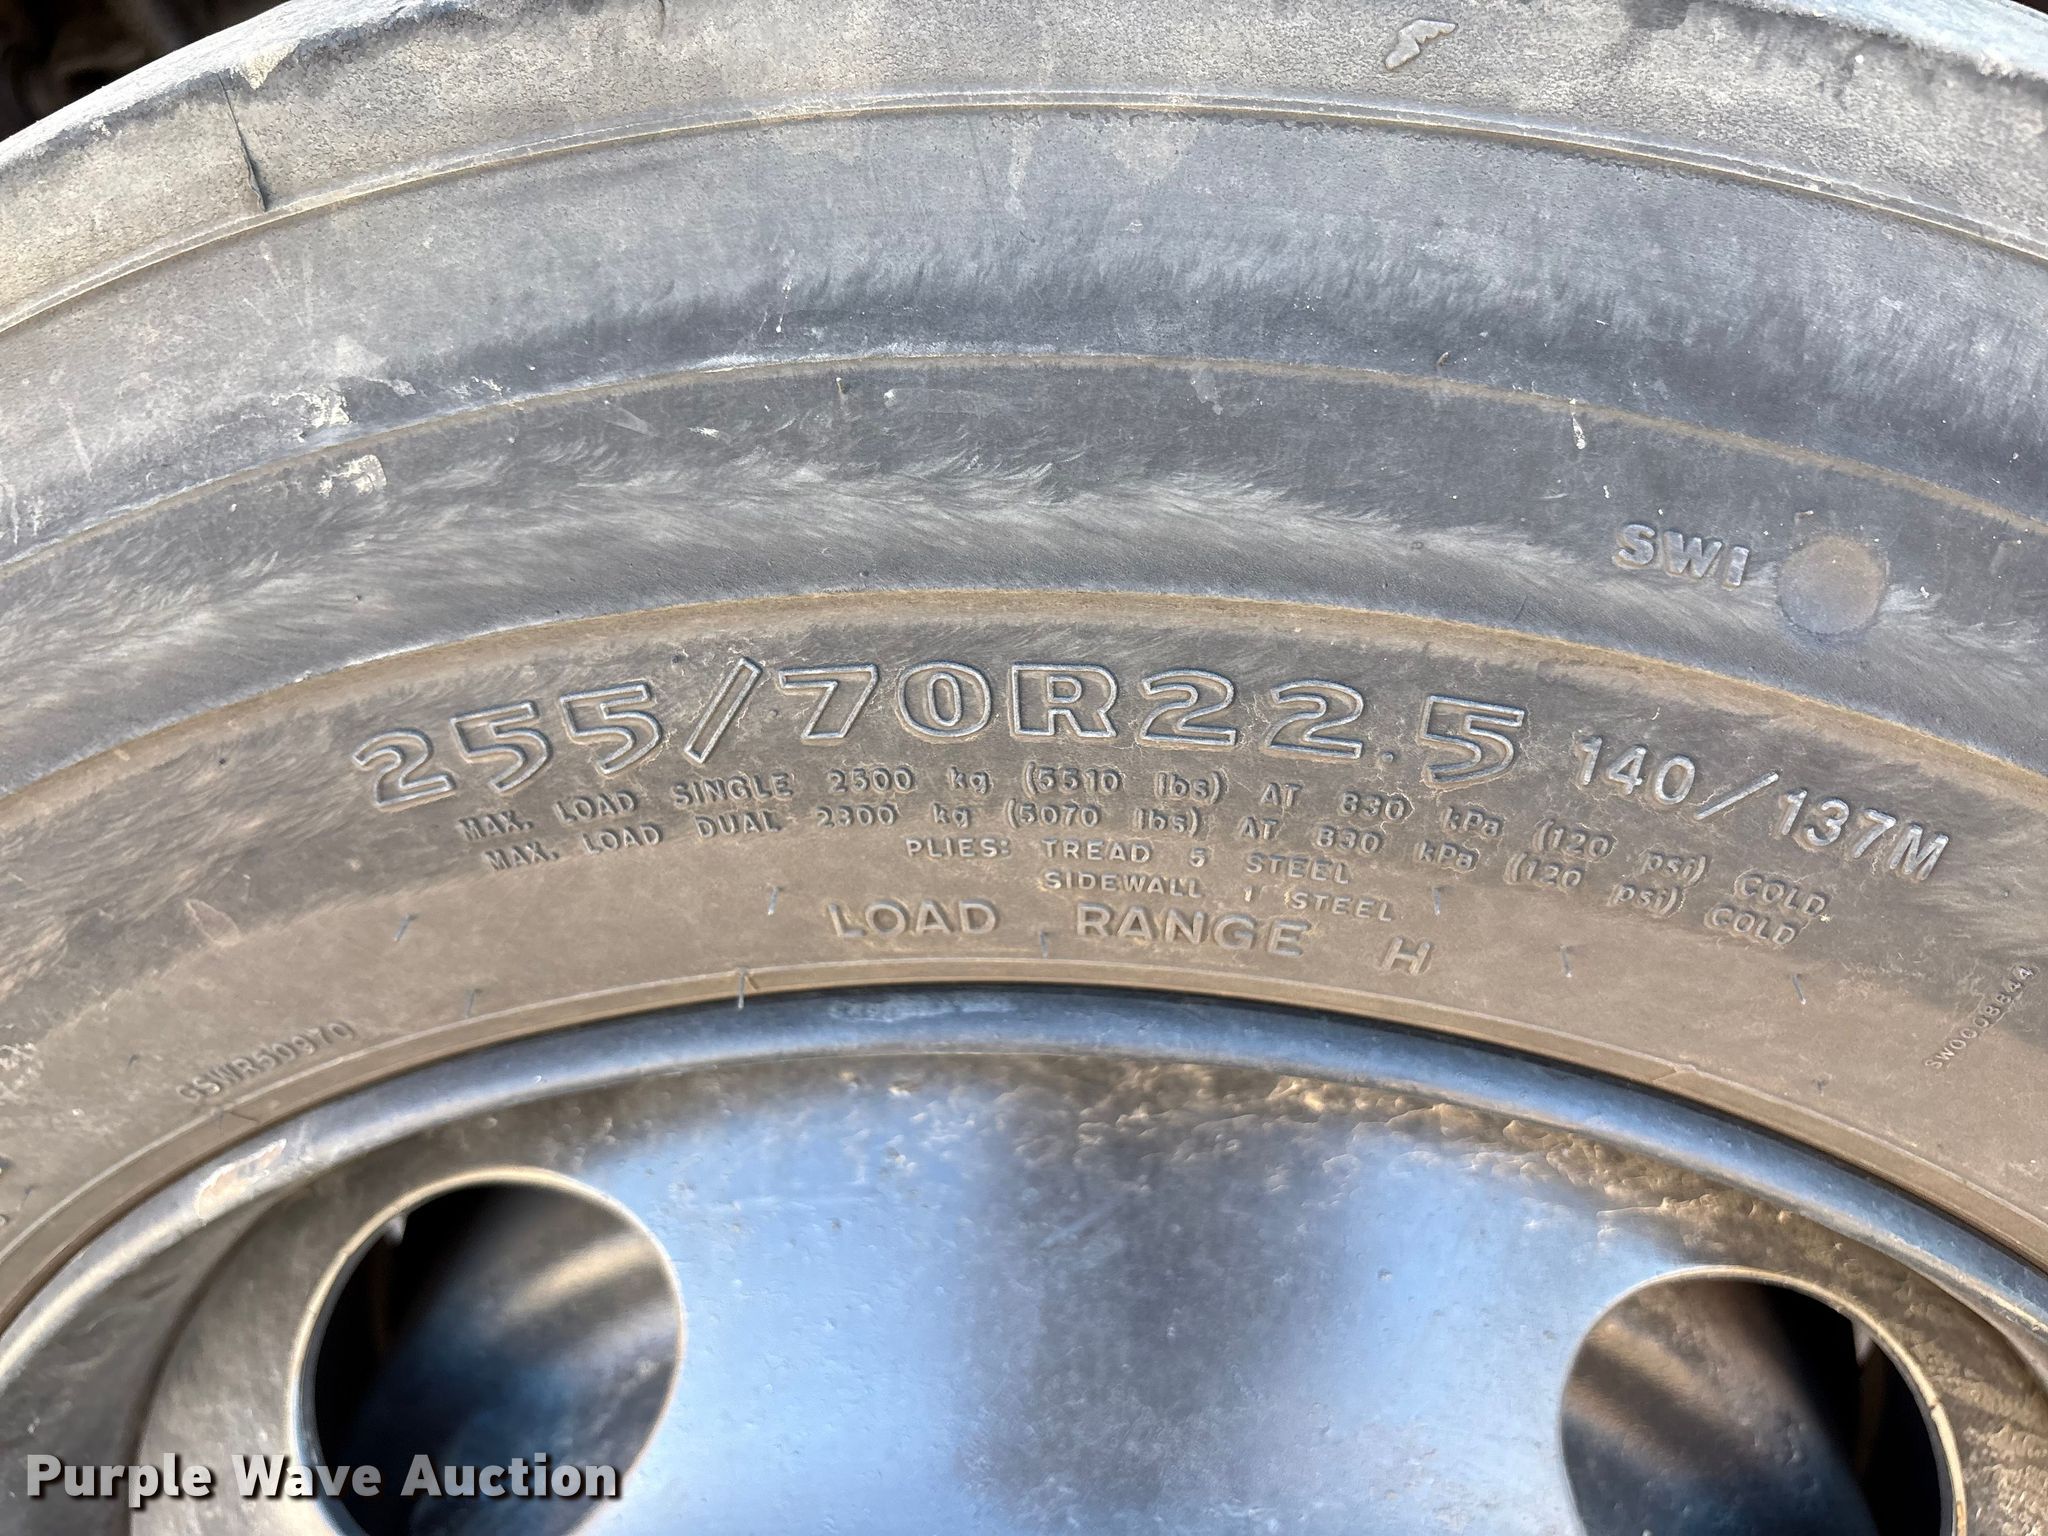 SWI
255/70R22.5 140/137M
MAX. LOAD SINGLE 2500 kg (5510 lbs) AT 830 kPa (120 psi) COLD
MAX. LOAD DUAL 2300 kg (5070 lbs) AT 830 kPa (120 psi) COLD
PLIES: TREAD 5 STEEL
SIDEWALL 1 STEEL
LOAD RANGE H
Purple Wave Auction